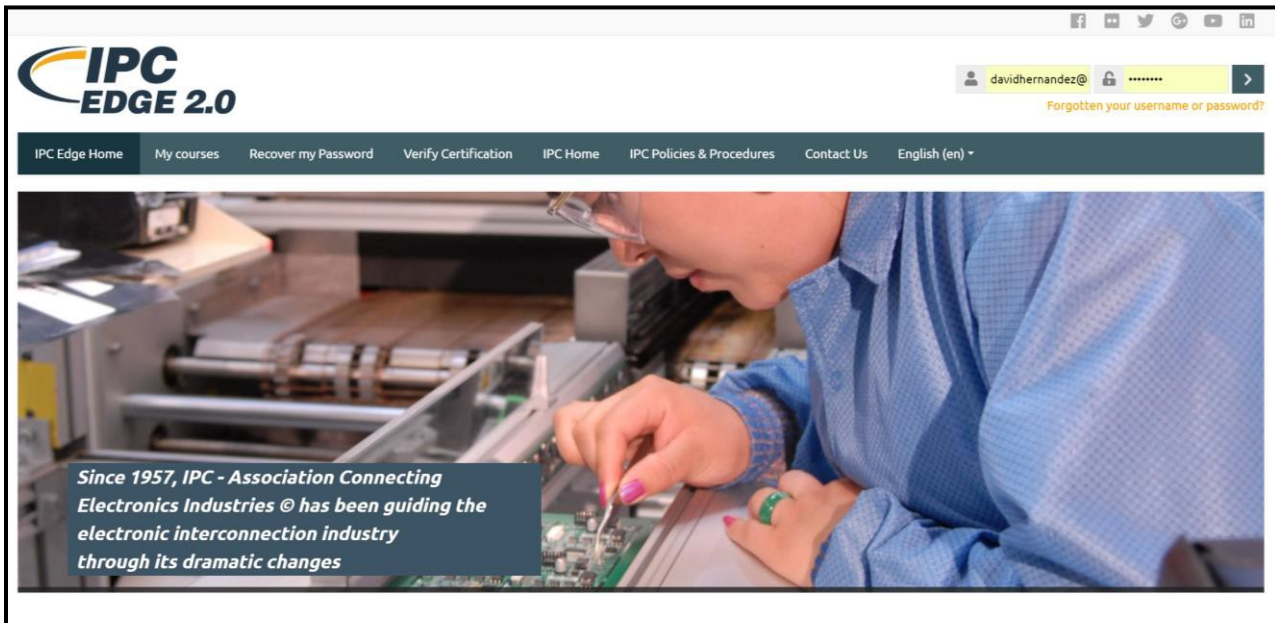 IPC
EDGE 2.0
davidhernandez@
••••••••
Forgotten your username or password?
IPC Edge Home My courses Recover my Password Verify Certification IPC Home IPC Policies & Procedures Contact Us English (en)
Since 1957, IPC - Association Connecting
Electronics Industries © has been guiding the
electronic interconnection industry
through its dramatic changes